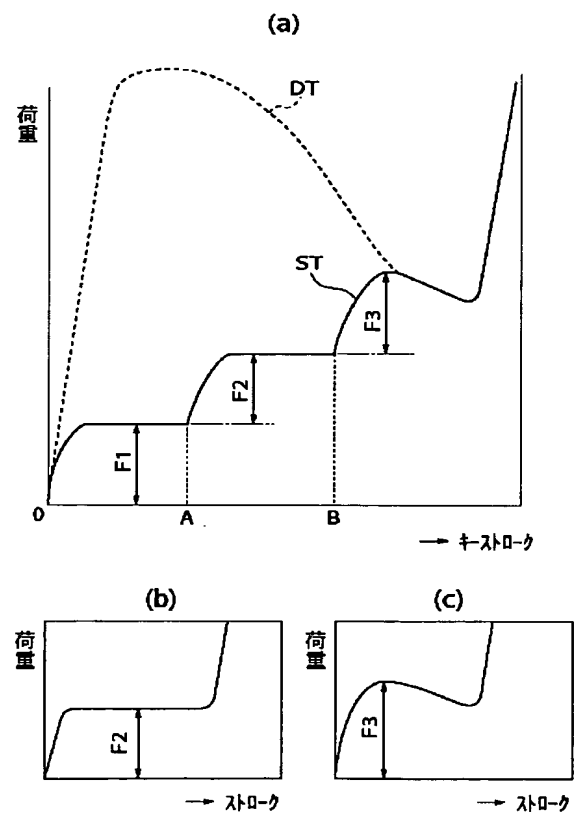 (a)
荷重
DT
ST
F3
F2
F1
0
A
B
→ キーストローク
(b)
荷重
F2
→ ストローク
(c)
荷重
F3
→ ストローク